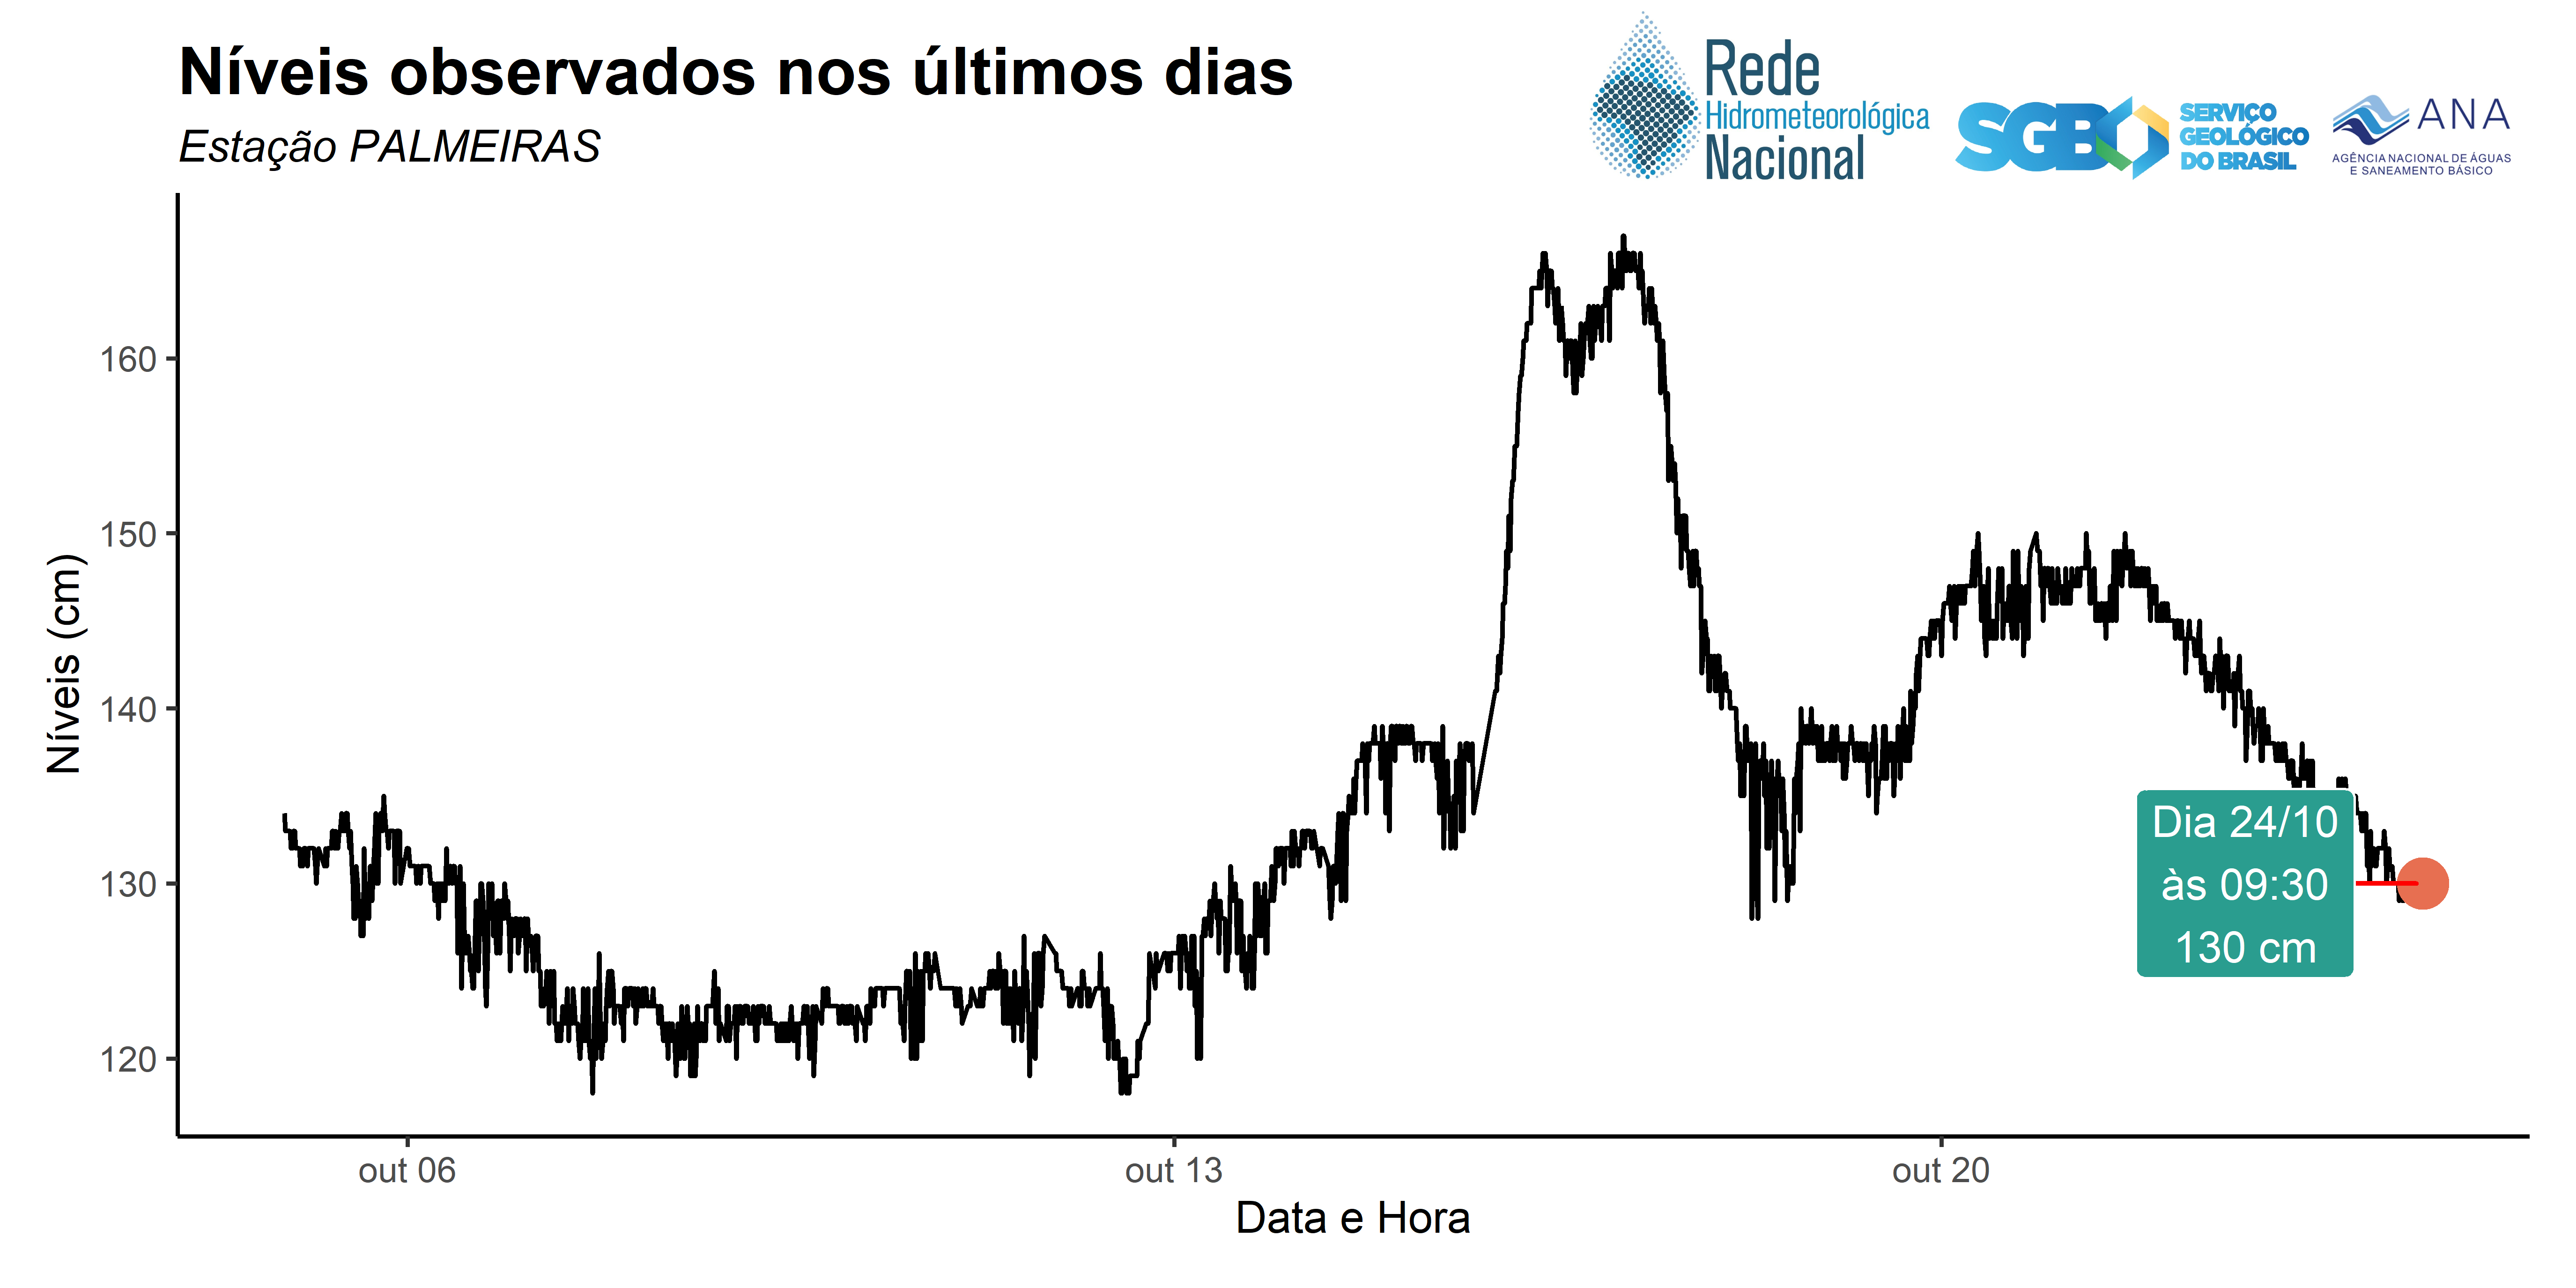 Níveis observados nos últimos dias
Estação PALMEIRAS
Rede
Hidrometeorológica
Nacional
SGB
SERVIÇO
GEOLÓGICO
DO BRASIL
ANA
AGÊNCIA NACIONAL DE ÁGUAS
E SANEAMENTO BÁSICO
Níveis (cm)
160
150
140
130
120
Dia 24/10
às 09:30
130 cm
out 06
out 13
out 20
Data e Hora